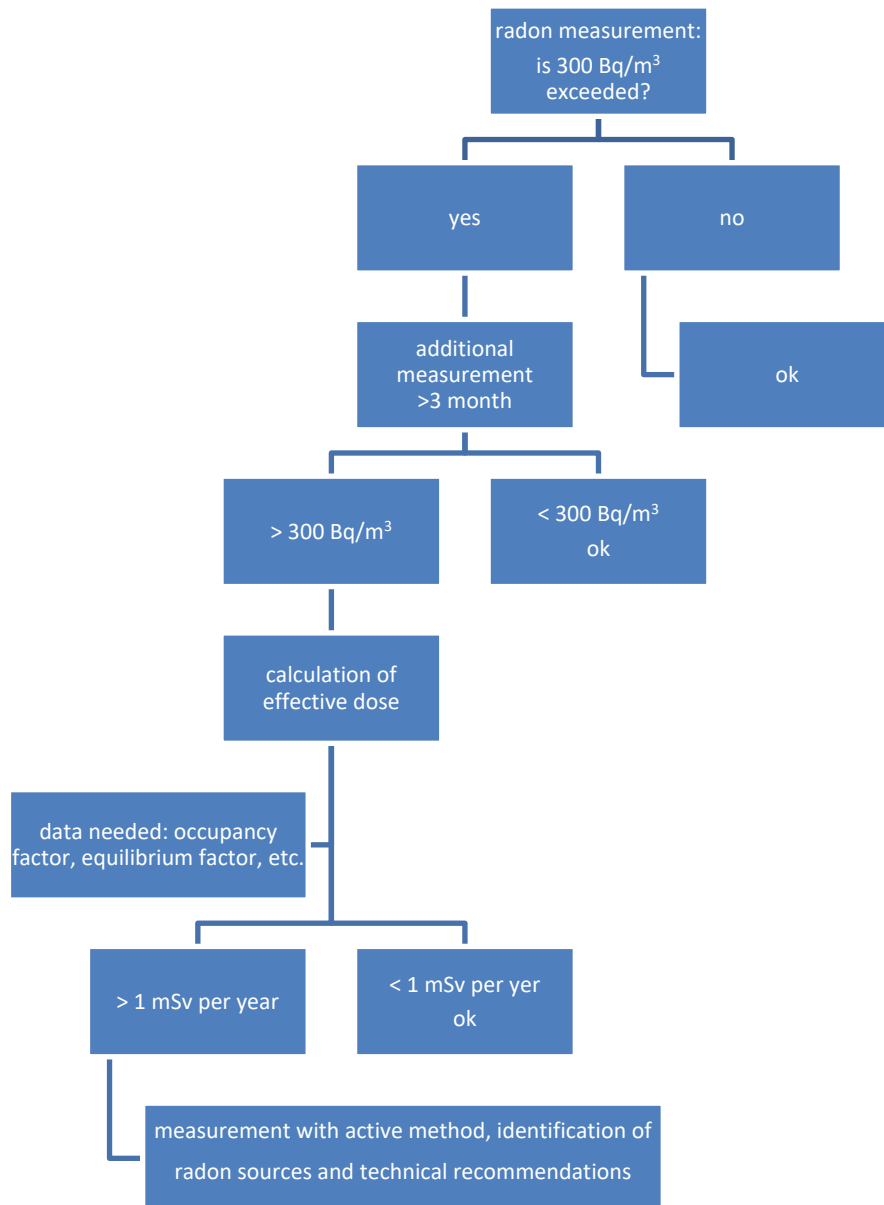 radon measurement:
is 300 Bq/m³
exceeded?
yes
no
additional
measurement
>3 month
ok
> 300 Bq/m³
< 300 Bq/m³
ok
calculation of
effective dose
data needed: occupancy
factor, equilibrium factor, etc.
> 1 mSv per year
< 1 mSv per yer
ok
measurement with active method, identification of
radon sources and technical recommendations